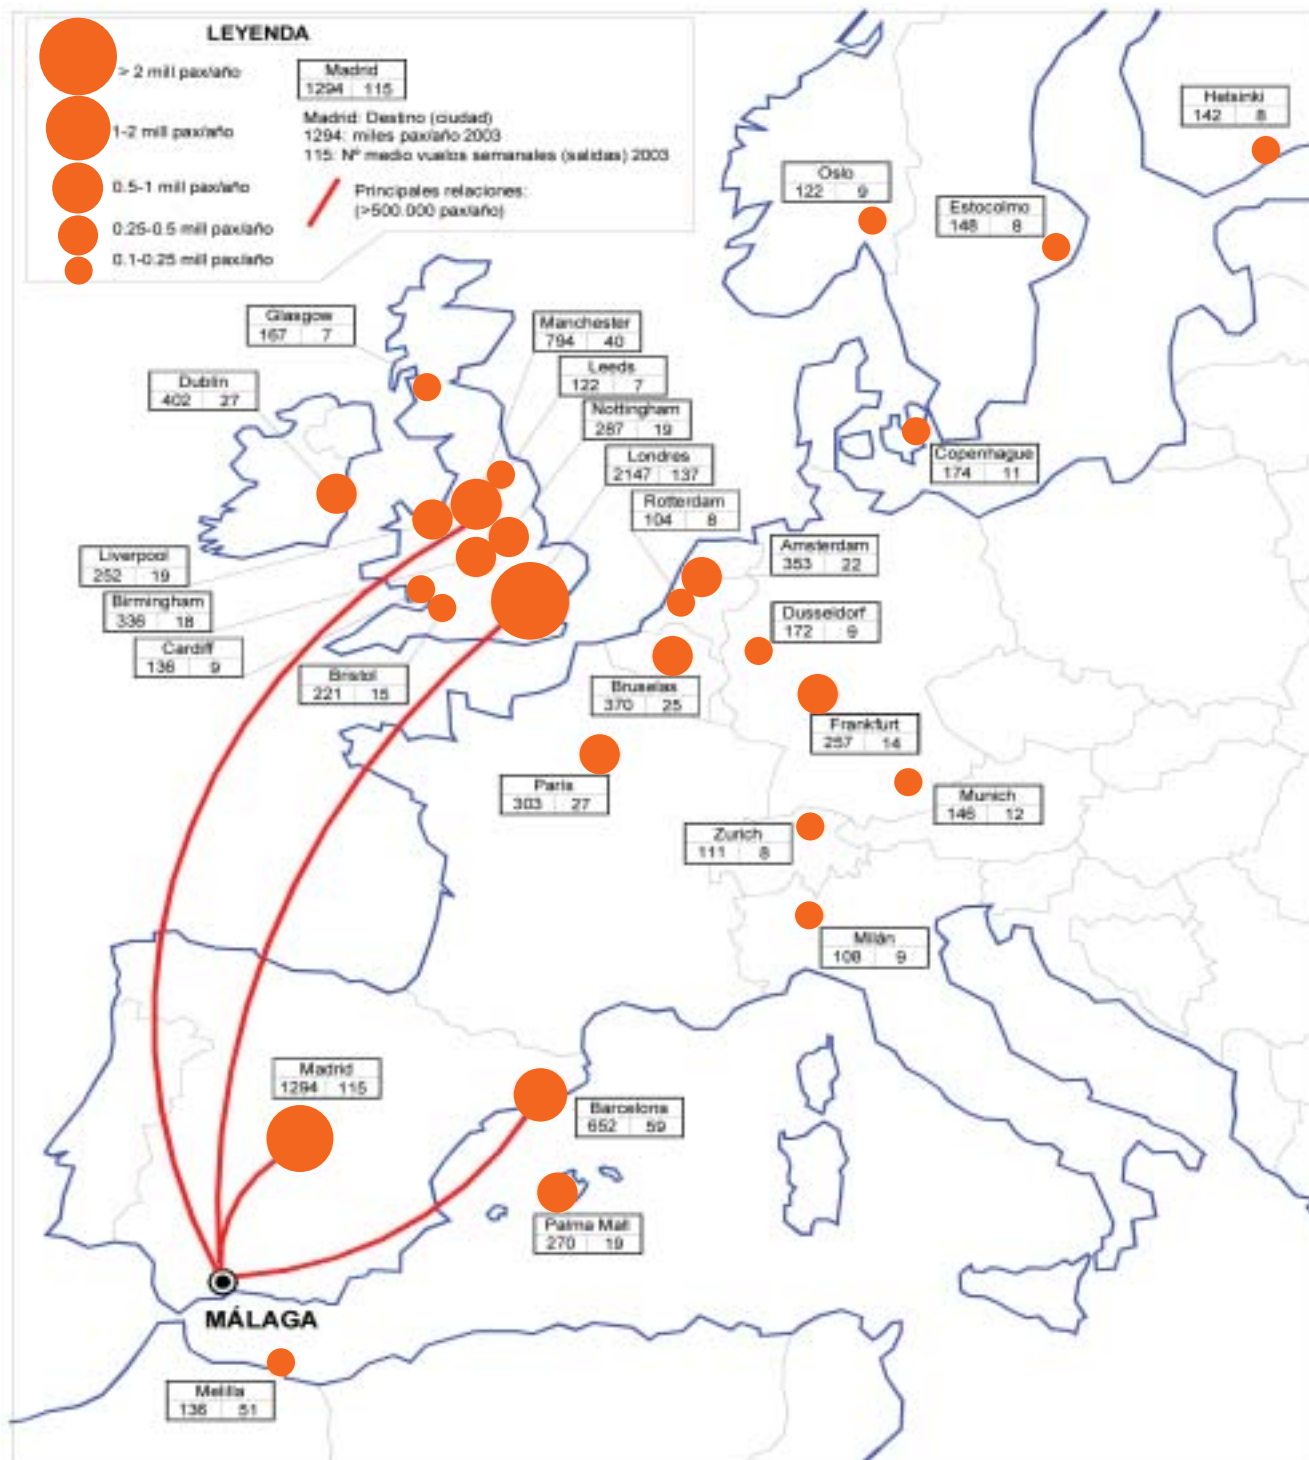 LEYENDA
> 2 mill pax/año
1-2 mill pax/año
0.5-1 mill pax/año
0.25-0.5 mill pax/año
0.1-0.25 mill pax/año
Madrid
1294 115
Madrid: Destino (ciudad)
1294: miles pax/año 2003
115: Nº medio vuelos semanales (salidas) 2003
Principales relaciones:
(>500.000 pax/año)
Helsinki
142 8
Oslo
122 9
Estocolmo
148 8
Glasgow
167 7
Manchester
794 40
Leeds
122 7
Dublin
402 27
Nottingham
287 19
Londres
2147 137
Copenhague
174 11
Rotterdam
104 8
Amsterdam
353 22
Liverpool
252 19
Birmingham
336 18
Dusseldorf
172 9
Cardiff
136 9
Bristol
221 15
Bruselas
370 25
Frankfurt
257 14
París
303 27
Munich
146 12
Zurich
111 8
Milán
108 9
Madrid
1294 115
Barcelona
652 59
Palma Mall
270 19
MÁLAGA
Melilla
136 51